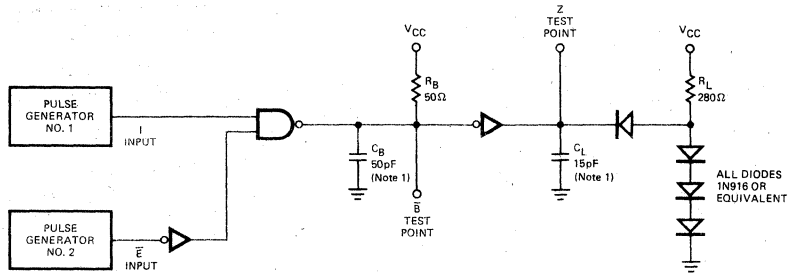 PULSE
GENERATOR
NO. 1
I
INPUT
PULSE
GENERATOR
NO. 2
E̅
INPUT
VCC
RB
50Ω
CB
50pF
(Note 1)
B̅
TEST
POINT
Z
TEST
POINT
CL
15pF
(Note 1)
VCC
RL
280Ω
ALL DIODES
1N916 OR
EQUIVALENT